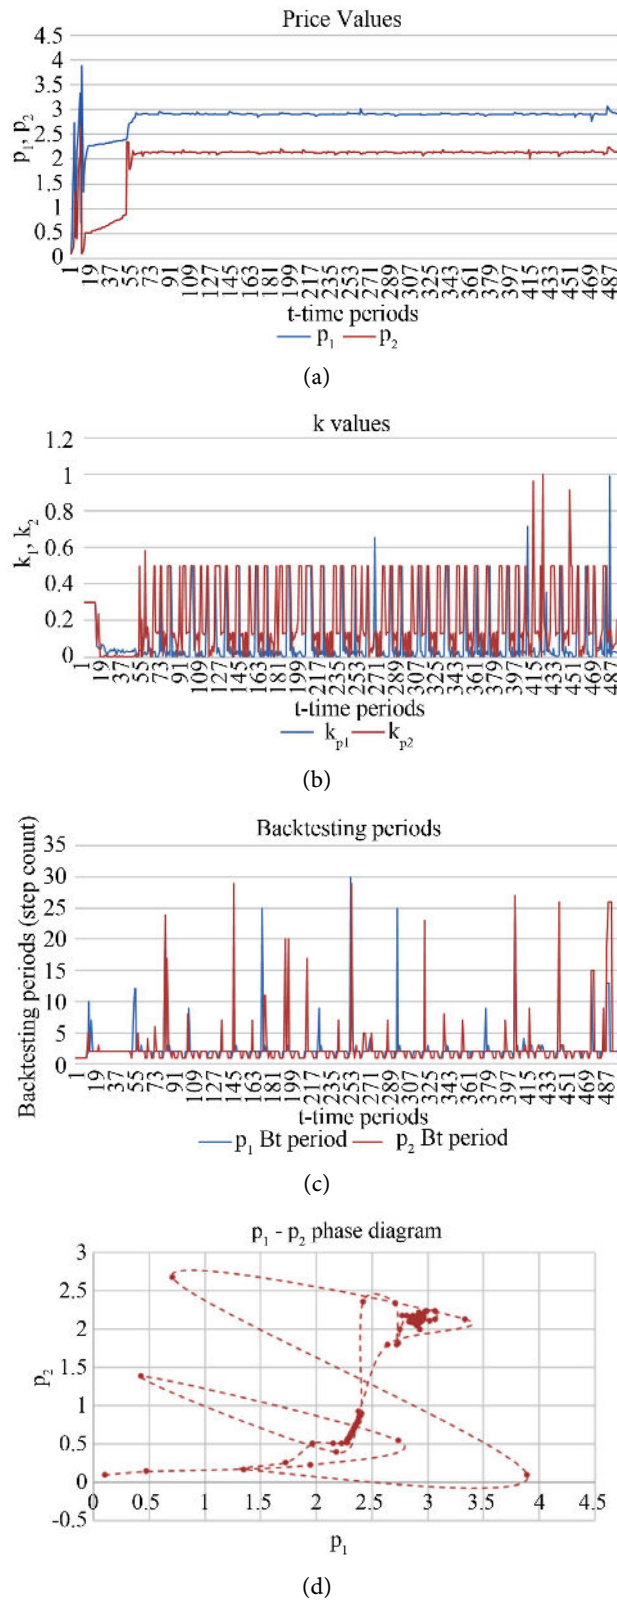 Price Values
4.5
4
3.5
3
2.5
2
1.5
1
0.5
0
p1, p2
1 19 37 55 73 91 109 127 145 163 181 199 217 235 253 271 289 307 325 343 361 379 397 415 433 451 469 487
t-time periods
p1 p2
(a)
k values
1.2
1
0.8
0.6
0.4
0.2
0
k1, k2
1 19 37 55 73 91 109 127 145 163 181 199 217 235 253 271 289 307 325 343 361 379 397 415 433 451 469 487
t-time periods
kp1 kp2
(b)
Backtesting periods
35
30
25
20
15
10
5
0
Backtesting periods (step count)
1 19 37 55 73 91 109 127 145 163 181 199 217 235 253 271 289 307 325 343 361 379 397 415 433 451 469 487
t-time periods
p1 Bt period p2 Bt period
(c)
p1 - p2 phase diagram
3
2.5
2
1.5
1
0.5
0
-0.5
p2
0 0.5 1 1.5 2 2.5 3 3.5 4 4.5
p1
(d)